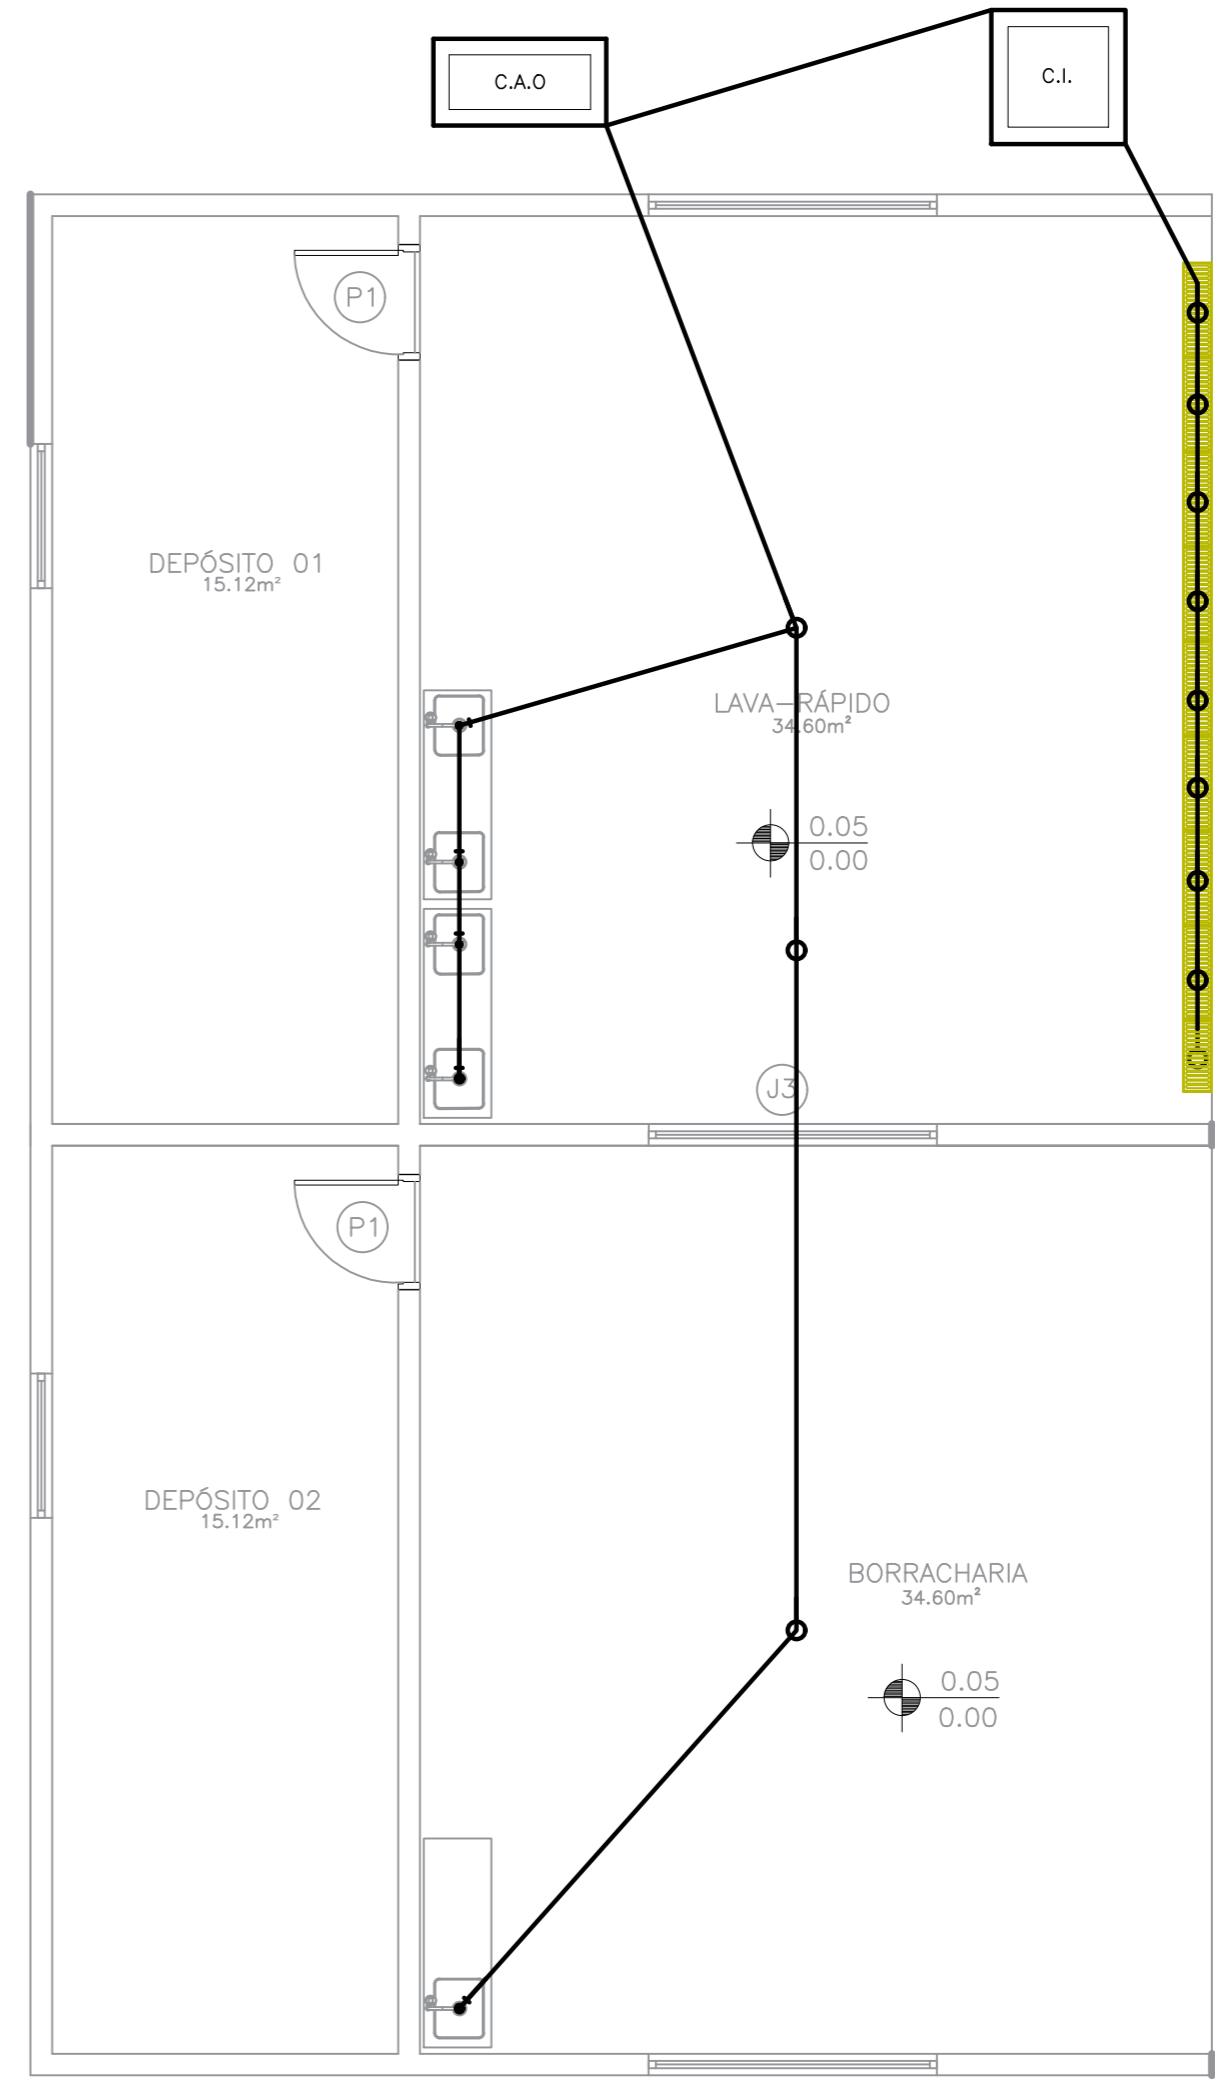 C.A.O
C.I.
P1
DEPÓSITO 01
15.12m²
LAVA-RÁPIDO
34.60m²
0.05
0.00
J3
P1
DEPÓSITO 02
15.12m²
BORRACHARIA
34.60m²
0.05
0.00